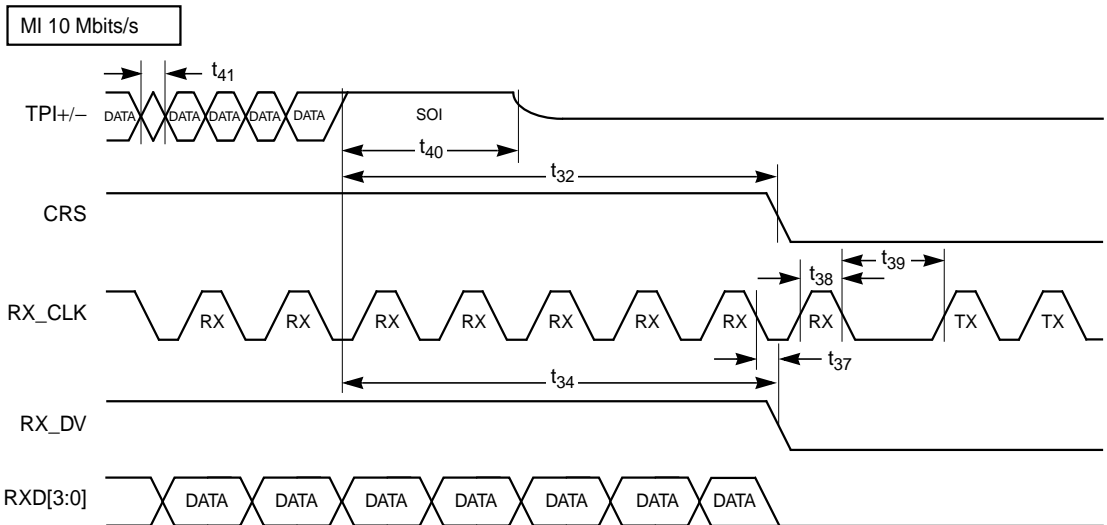 MI 10 Mbits/s
t41
TPI+/– DATA DATA DATA DATA DATA SOI
t40
t32
CRS
t38 t39
RX_CLK RX RX RX RX RX RX RX RX TX TX
t37
t34
RX_DV
RXD[3:0] DATA DATA DATA DATA DATA DATA DATA